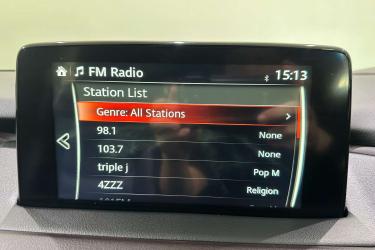 FM Radio 15:13
Station List
Genre: All Stations
98.1 None
103.7 None
triple j Pop M
4ZZZ Religion